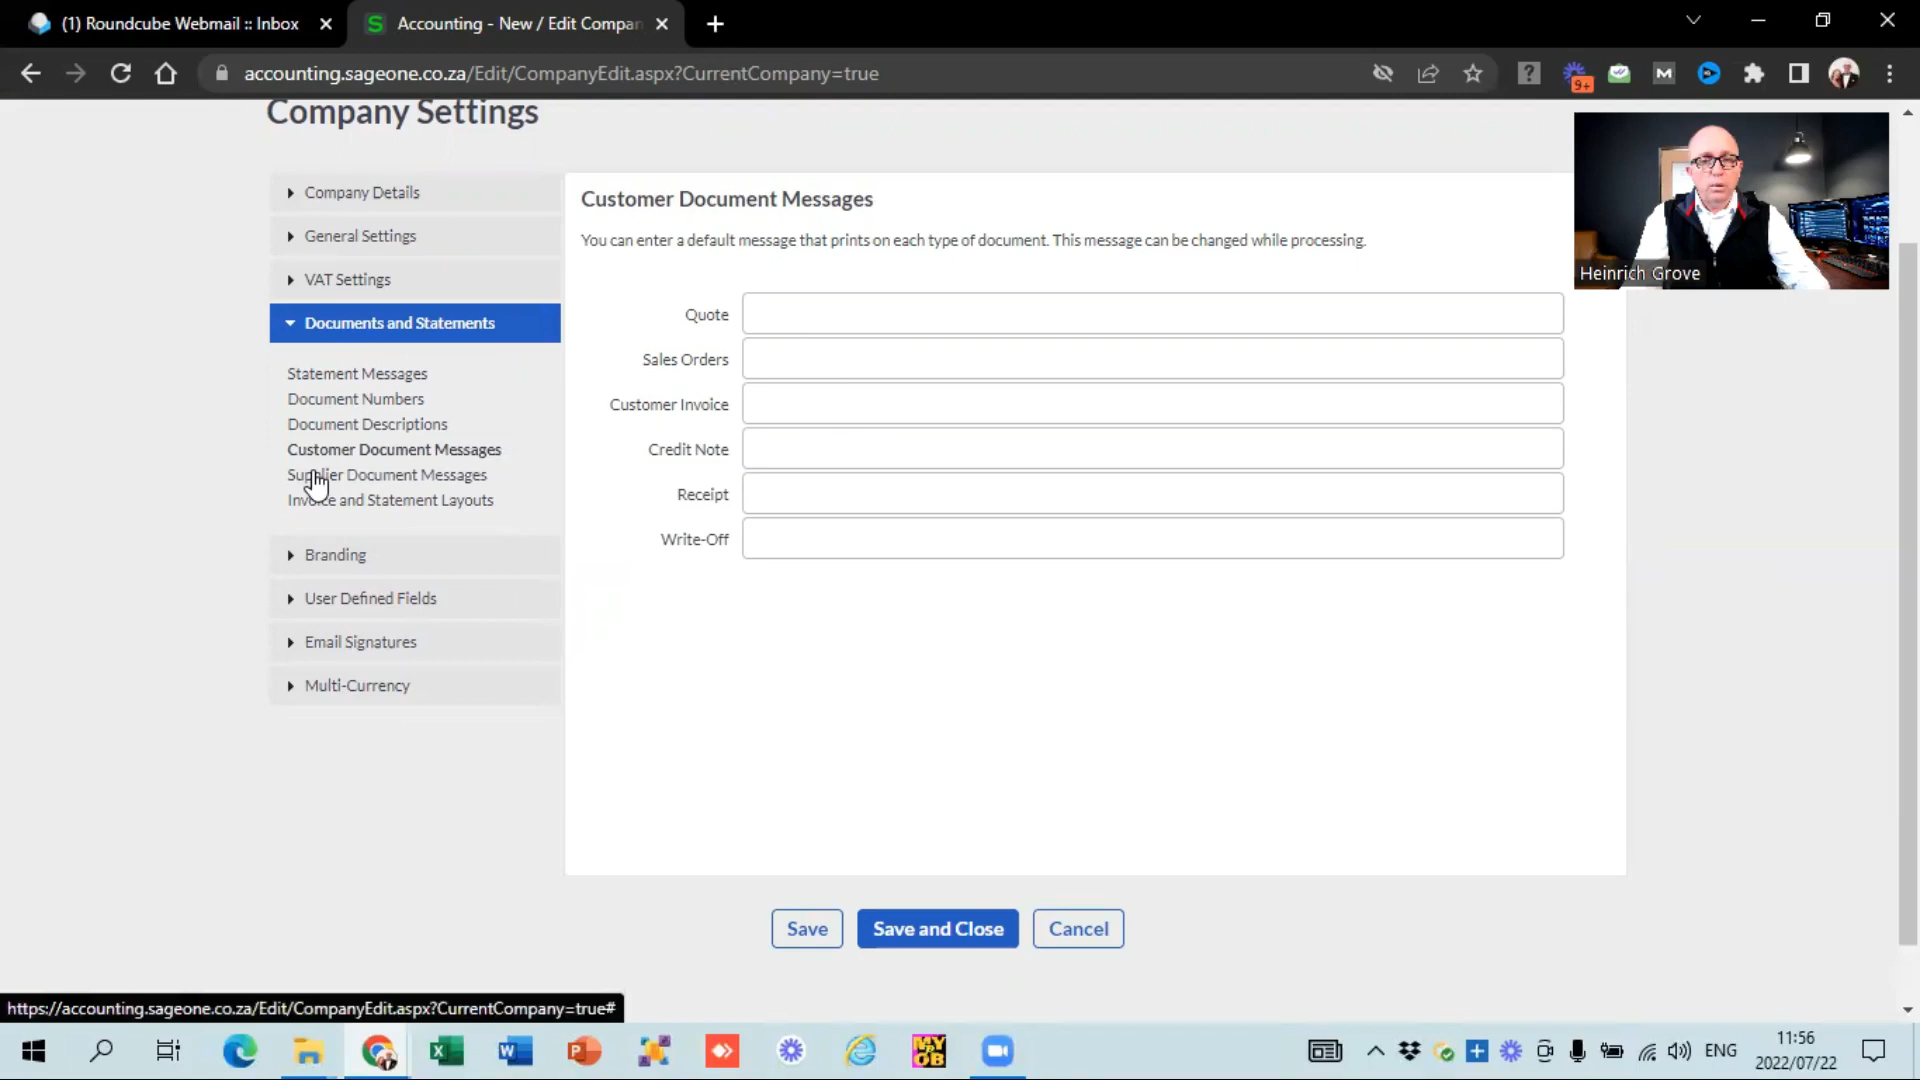 (1) Roundcube Webmail :: Inbox
Accounting - New / Edit Compan
accounting.sageone.co.za/Edit/CompanyEdit.aspx?CurrentCompany=true
9+
Company Settings
Company Details
General Settings
VAT Settings
Documents and Statements
Statement Messages
Document Numbers
Document Descriptions
Customer Document Messages
Supplier Document Messages
Invoice and Statement Layouts
Branding
User Defined Fields
Email Signatures
Multi-Currency
Customer Document Messages
You can enter a default message that prints on each type of document. This message can be changed while processing.
Quote
Sales Orders
Customer Invoice
Credit Note
Receipt
Write-Off
Heinrich Grove
Save
Save and Close
Cancel
https://accounting.sageone.co.za/Edit/CompanyEdit.aspx?CurrentCompany=true#
MY
OB
ENG
11:56
2022/07/22